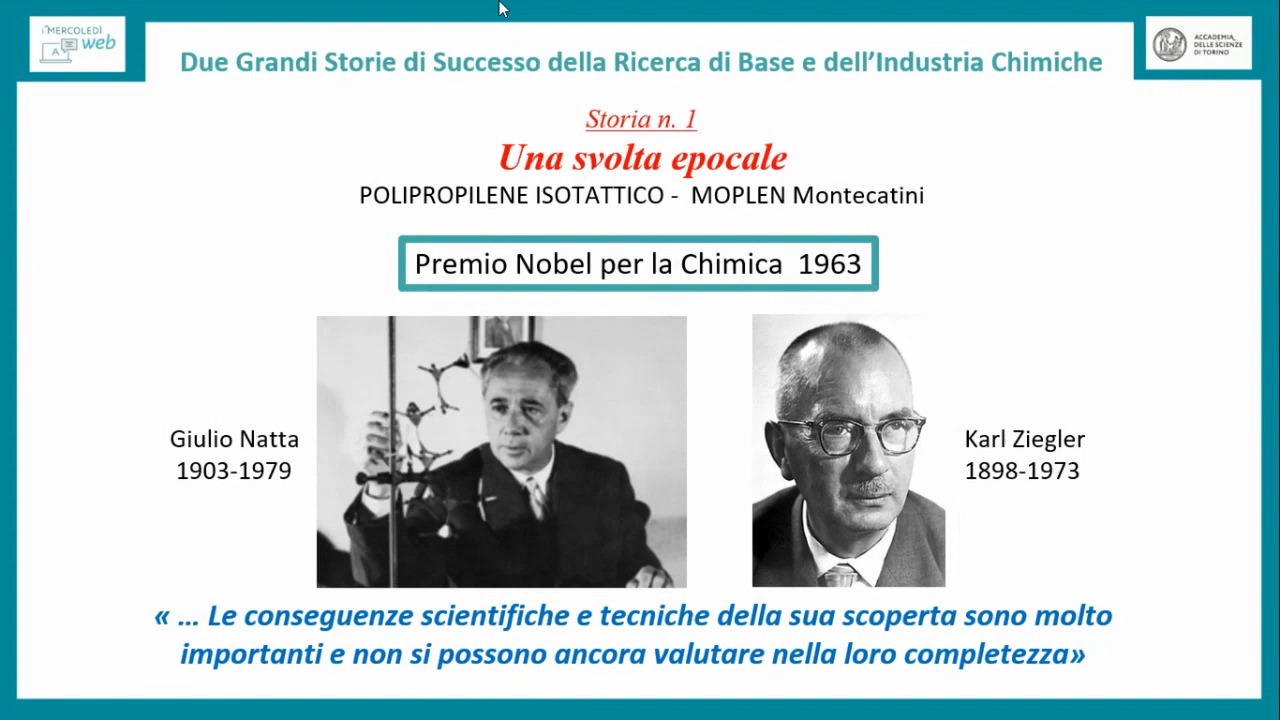 i MERCOLEDÌ
web
A
Due Grandi Storie di Successo della Ricerca di Base e dell'Industria Chimiche
ACCADEMIA
DELLE SCIENZE
DI TORINO
Storia n. 1
Una svolta epocale
POLIPROPILENE ISOTATTICO - MOPLEN Montecatini
Premio Nobel per la Chimica 1963
Giulio Natta
1903-1979
Karl Ziegler
1898-1973
« ... Le conseguenze scientifiche e tecniche della sua scoperta sono molto
importanti e non si possono ancora valutare nella loro completezza»